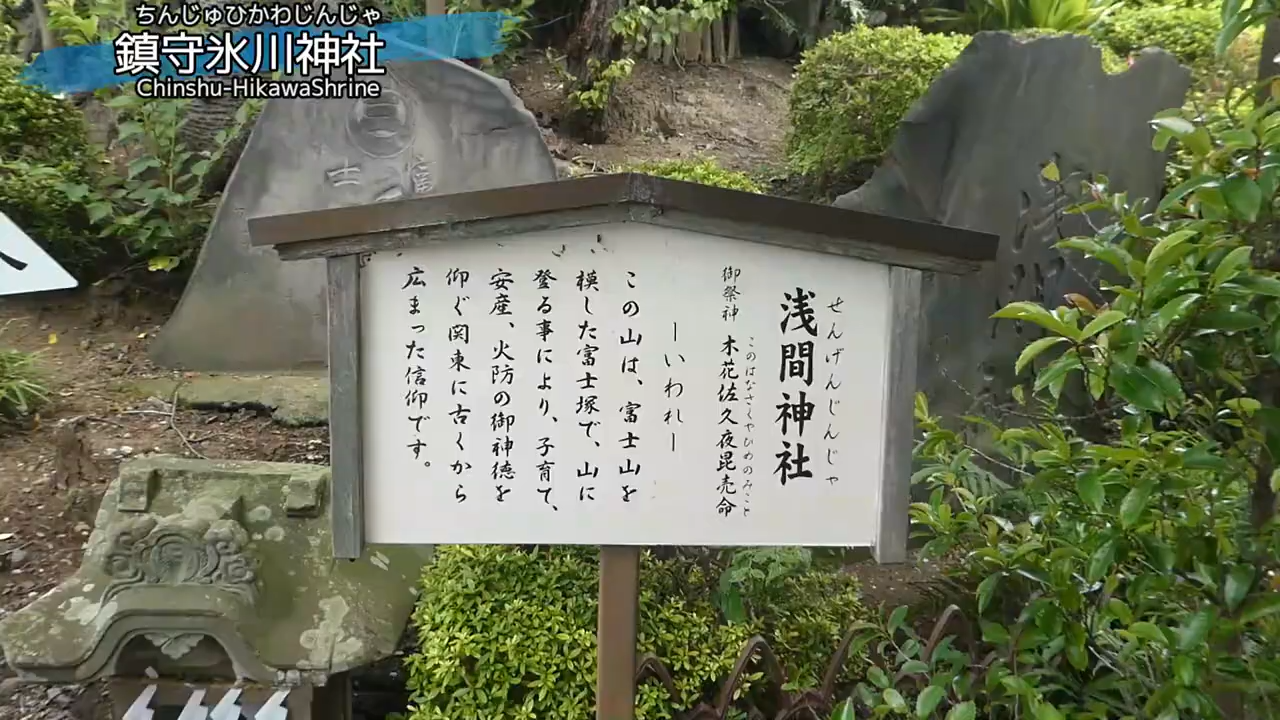 ちんじゅひかわじんじゃ
鎮守氷川神社
Chinshu-HikawaShrine
せんげんじんじゃ
浅間神社
このはなさくやひめのみこと
御祭神 木花佐久夜昆売命
ーいわれー
この山は、富士山を
模した富士塚で、山に
登る事により、子育て、
安産、火防の御神徳を
仰ぐ関東に古くから
広まった信仰です。